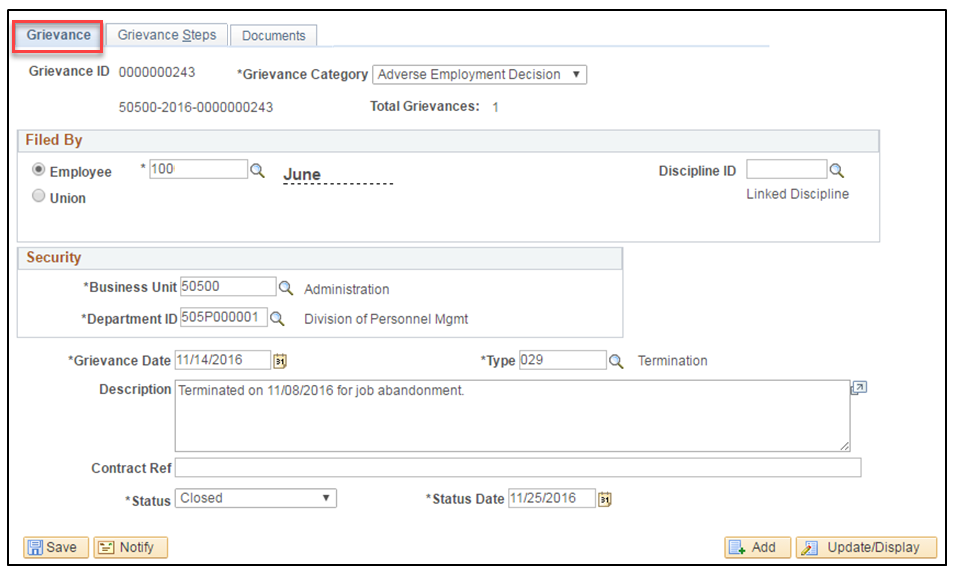 Grievance Grievance Steps Documents
Grievance ID 0000000243 *Grievance Category Adverse Employment Decision
50500-2016-0000000243 Total Grievances: 1
Filed By
Employee * 100 June Discipline ID
Union Linked Discipline
Security
*Business Unit 50500 Administration
*Department ID 505P000001 Division of Personnel Mgmt
*Grievance Date 11/14/2016 31 *Type 029 Termination
Description Terminated on 11/08/2016 for job abandonment.
Contract Ref
*Status Closed *Status Date 11/25/2016 31
Save Notify Add Update/Display